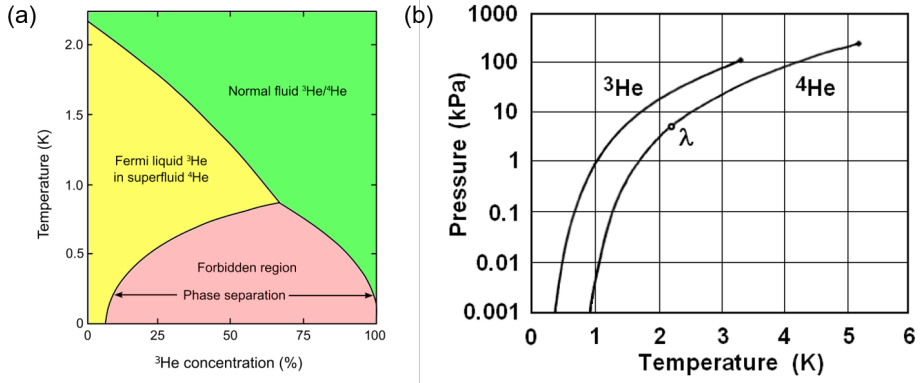 (a)
Temperature (K)
2.0
1.5
1.0
0.5
0
Normal fluid ³He/⁴He
Fermi liquid ³He
in superfluid ⁴He
Forbidden region
Phase separation
0
25
50
75
100
³He concentration (%)
(b)
Pressure (kPa)
1000
100
10
1
0.1
0.01
0.001
³He
⁴He
λ
0
1
2
3
4
5
6
Temperature (K)